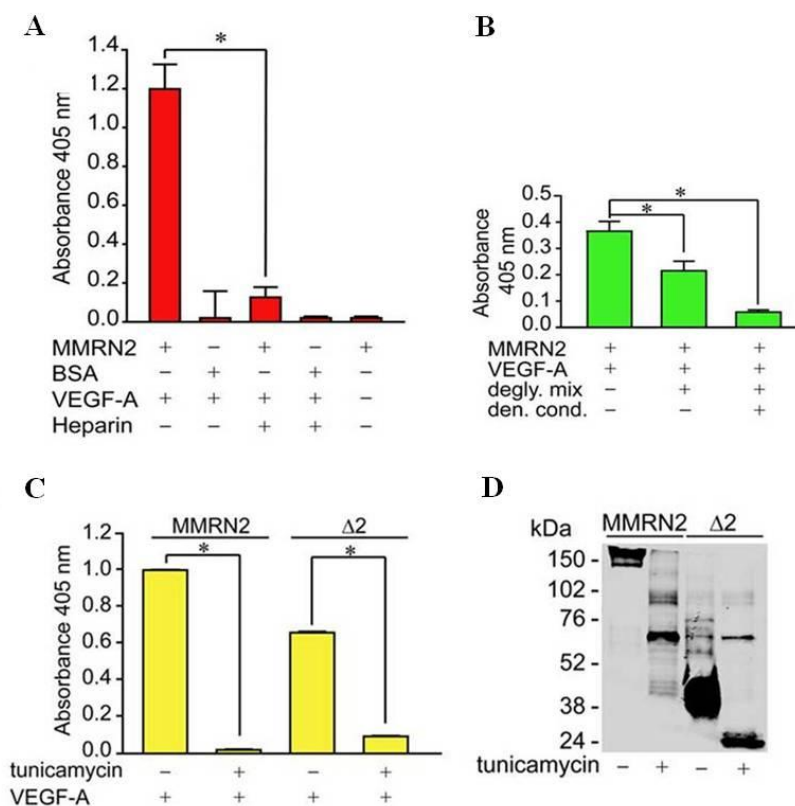 A
Absorbance 405 nm
1.4
1.2
1.0
0.8
0.6
0.4
0.2
0.0
*
MMRN2 + − + − +
BSA − + − + −
VEGF-A + + + + −
Heparin − − + + −
B
Absorbance
405 nm
0.5
0.4
0.3
0.2
0.1
0.0
*
*
MMRN2 + + +
VEGF-A + + +
degly. mix − + +
den. cond. − − +
C
Absorbance 405 nm
1.2
1.0
0.8
0.6
0.4
0.2
0.0
MMRN2 Δ2
* *
tunicamycin − + − +
VEGF-A + + + +
D
kDa MMRN2 Δ2
150 -
102 -
76 -
52 -
38 -
24 -
tunicamycin − + − +